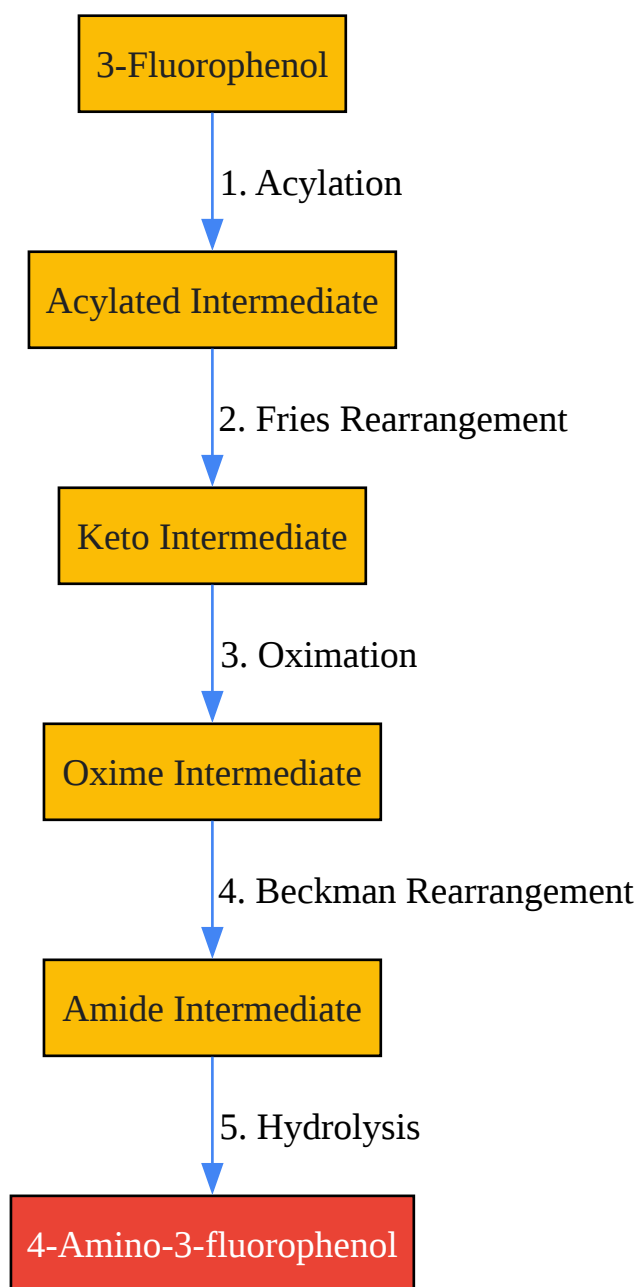 3-Fluorophenol
1. Acylation
Acylated Intermediate
2. Fries Rearrangement
Keto Intermediate
3. Oximation
Oxime Intermediate
4. Beckman Rearrangement
Amide Intermediate
5. Hydrolysis
4-Amino-3-fluorophenol